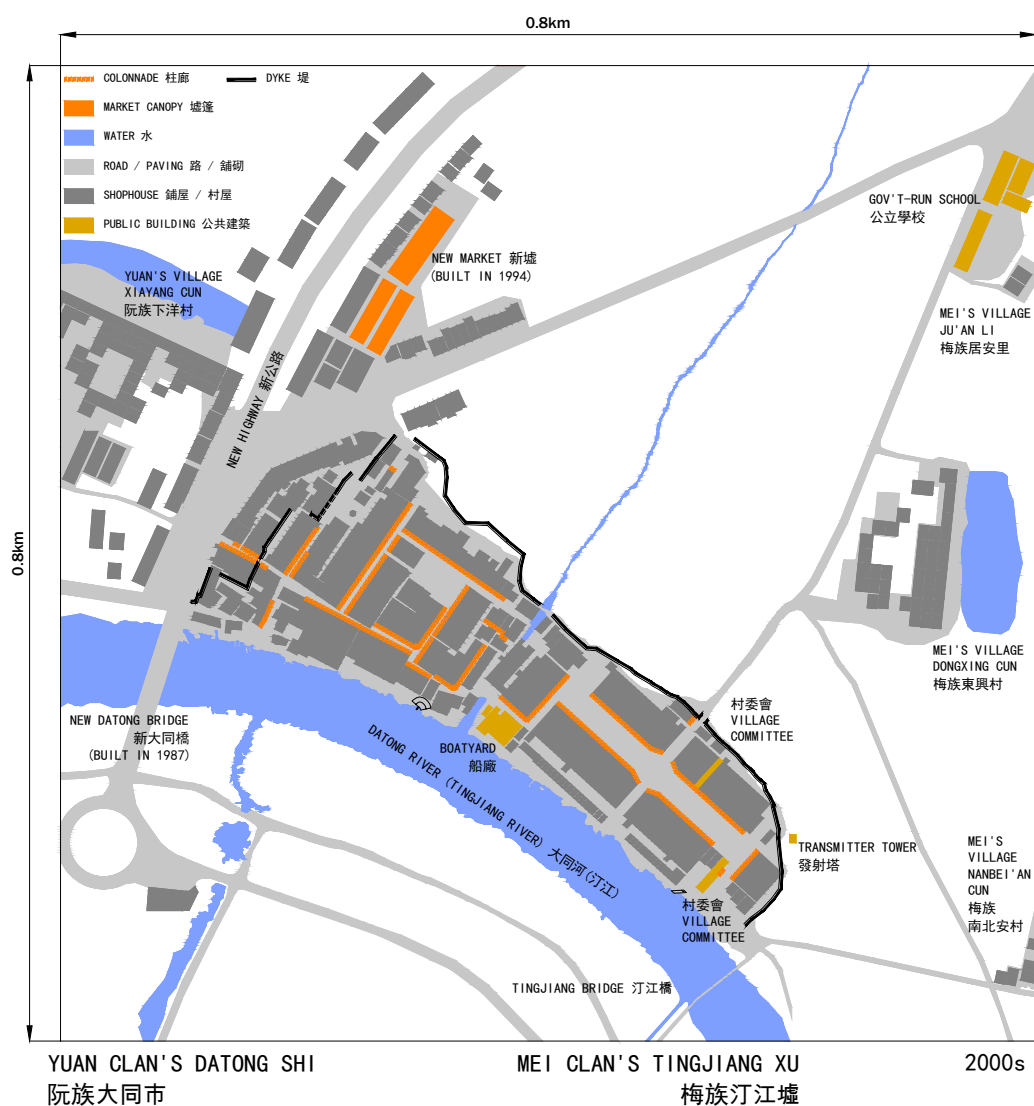 0.8km
0.8km
COLONNADE 柱廊
DYKE 堤
MARKET CANOPY 墟篷
WATER 水
ROAD / PAVING 路 / 舖砌
SHOPHOUSE 鋪屋 / 村屋
PUBLIC BUILDING 公共建築
GOV'T-RUN SCHOOL
公立學校
NEW MARKET 新墟
(BUILT IN 1994)
YUAN'S VILLAGE
XIAYANG CUN
阮族下洋村
MEI'S VILLAGE
JU'AN LI
梅族居安里
NEW HIGHWAY 新公路
MEI'S VILLAGE
DONGXING CUN
梅族東興村
村委會
VILLAGE
COMMITTEE
NEW DATONG BRIDGE
新大同橋
(BUILT IN 1987)
BOATYARD
船廠
DATONG RIVER (TINGJIANG RIVER) 大同河(汀江)
TRANSMITTER TOWER
發射塔
MEI'S
VILLAGE
NANBEI'AN
CUN
梅族
南北安村
村委會
VILLAGE
COMMITTEE
TINGJIANG BRIDGE 汀江橋
YUAN CLAN'S DATONG SHI
阮族大同市
MEI CLAN'S TINGJIANG XU
梅族汀江墟
2000s